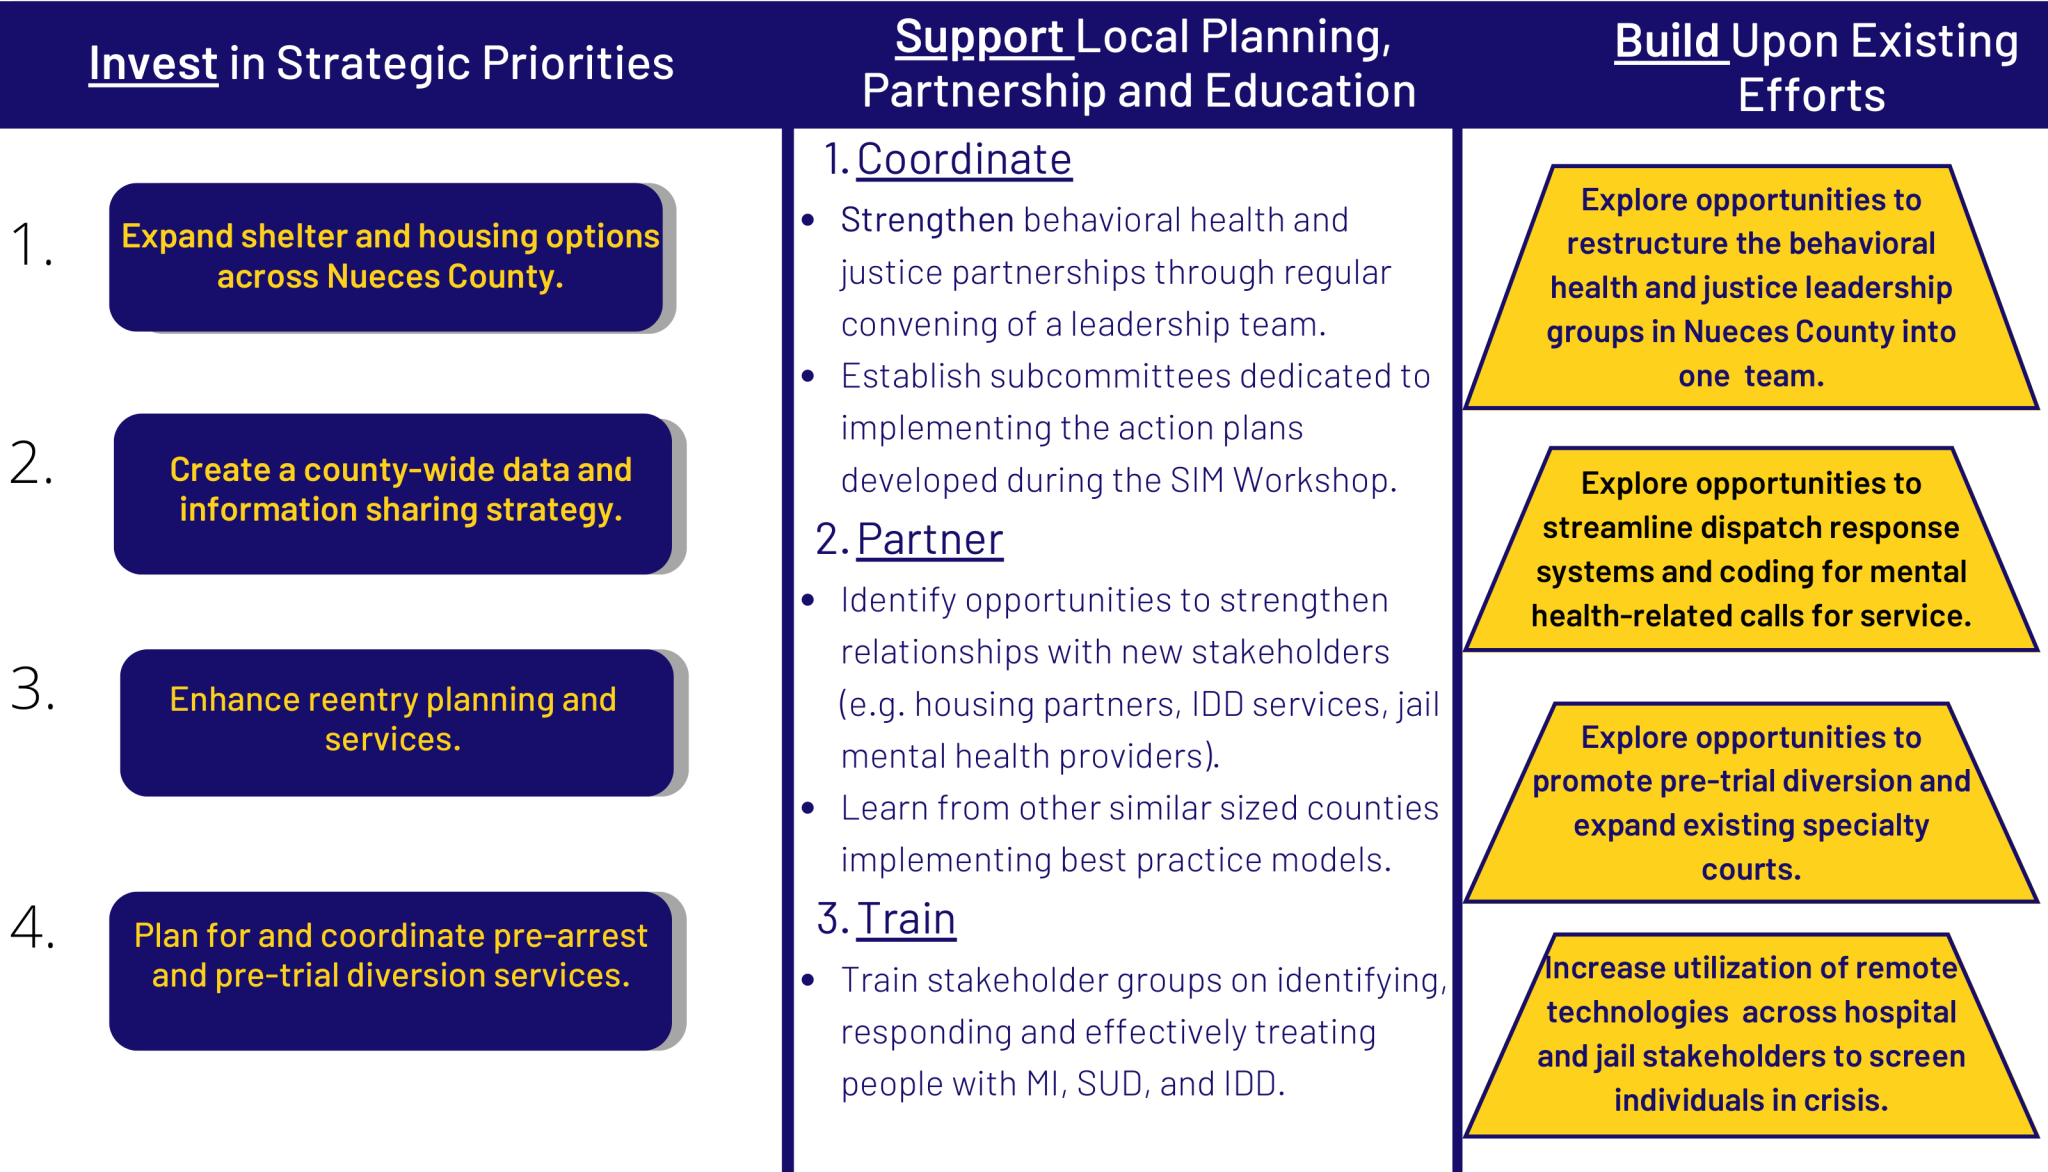 Invest in Strategic Priorities
1.
Expand shelter and housing options
across Nueces County.
2.
Create a county-wide data and
information sharing strategy.
3.
Enhance reentry planning and
services.
4.
Plan for and coordinate pre-arrest
and pre-trial diversion services.
Support Local Planning,
Partnership and Education
1. Coordinate
• Strengthen behavioral health and
justice partnerships through regular
convening of a leadership team.
• Establish subcommittees dedicated to
implementing the action plans
developed during the SIM Workshop.
2. Partner
• Identify opportunities to strengthen
relationships with new stakeholders
(e.g. housing partners, IDD services, jail
mental health providers).
• Learn from other similar sized counties
implementing best practice models.
3. Train
• Train stakeholder groups on identifying,
responding and effectively treating
people with MI, SUD, and IDD.
Build Upon Existing
Efforts
Explore opportunities to
restructure the behavioral
health and justice leadership
groups in Nueces County into
one team.
Explore opportunities to
streamline dispatch response
systems and coding for mental
health-related calls for service.
Explore opportunities to
promote pre-trial diversion and
expand existing specialty
courts.
Increase utilization of remote
technologies across hospital
and jail stakeholders to screen
individuals in crisis.